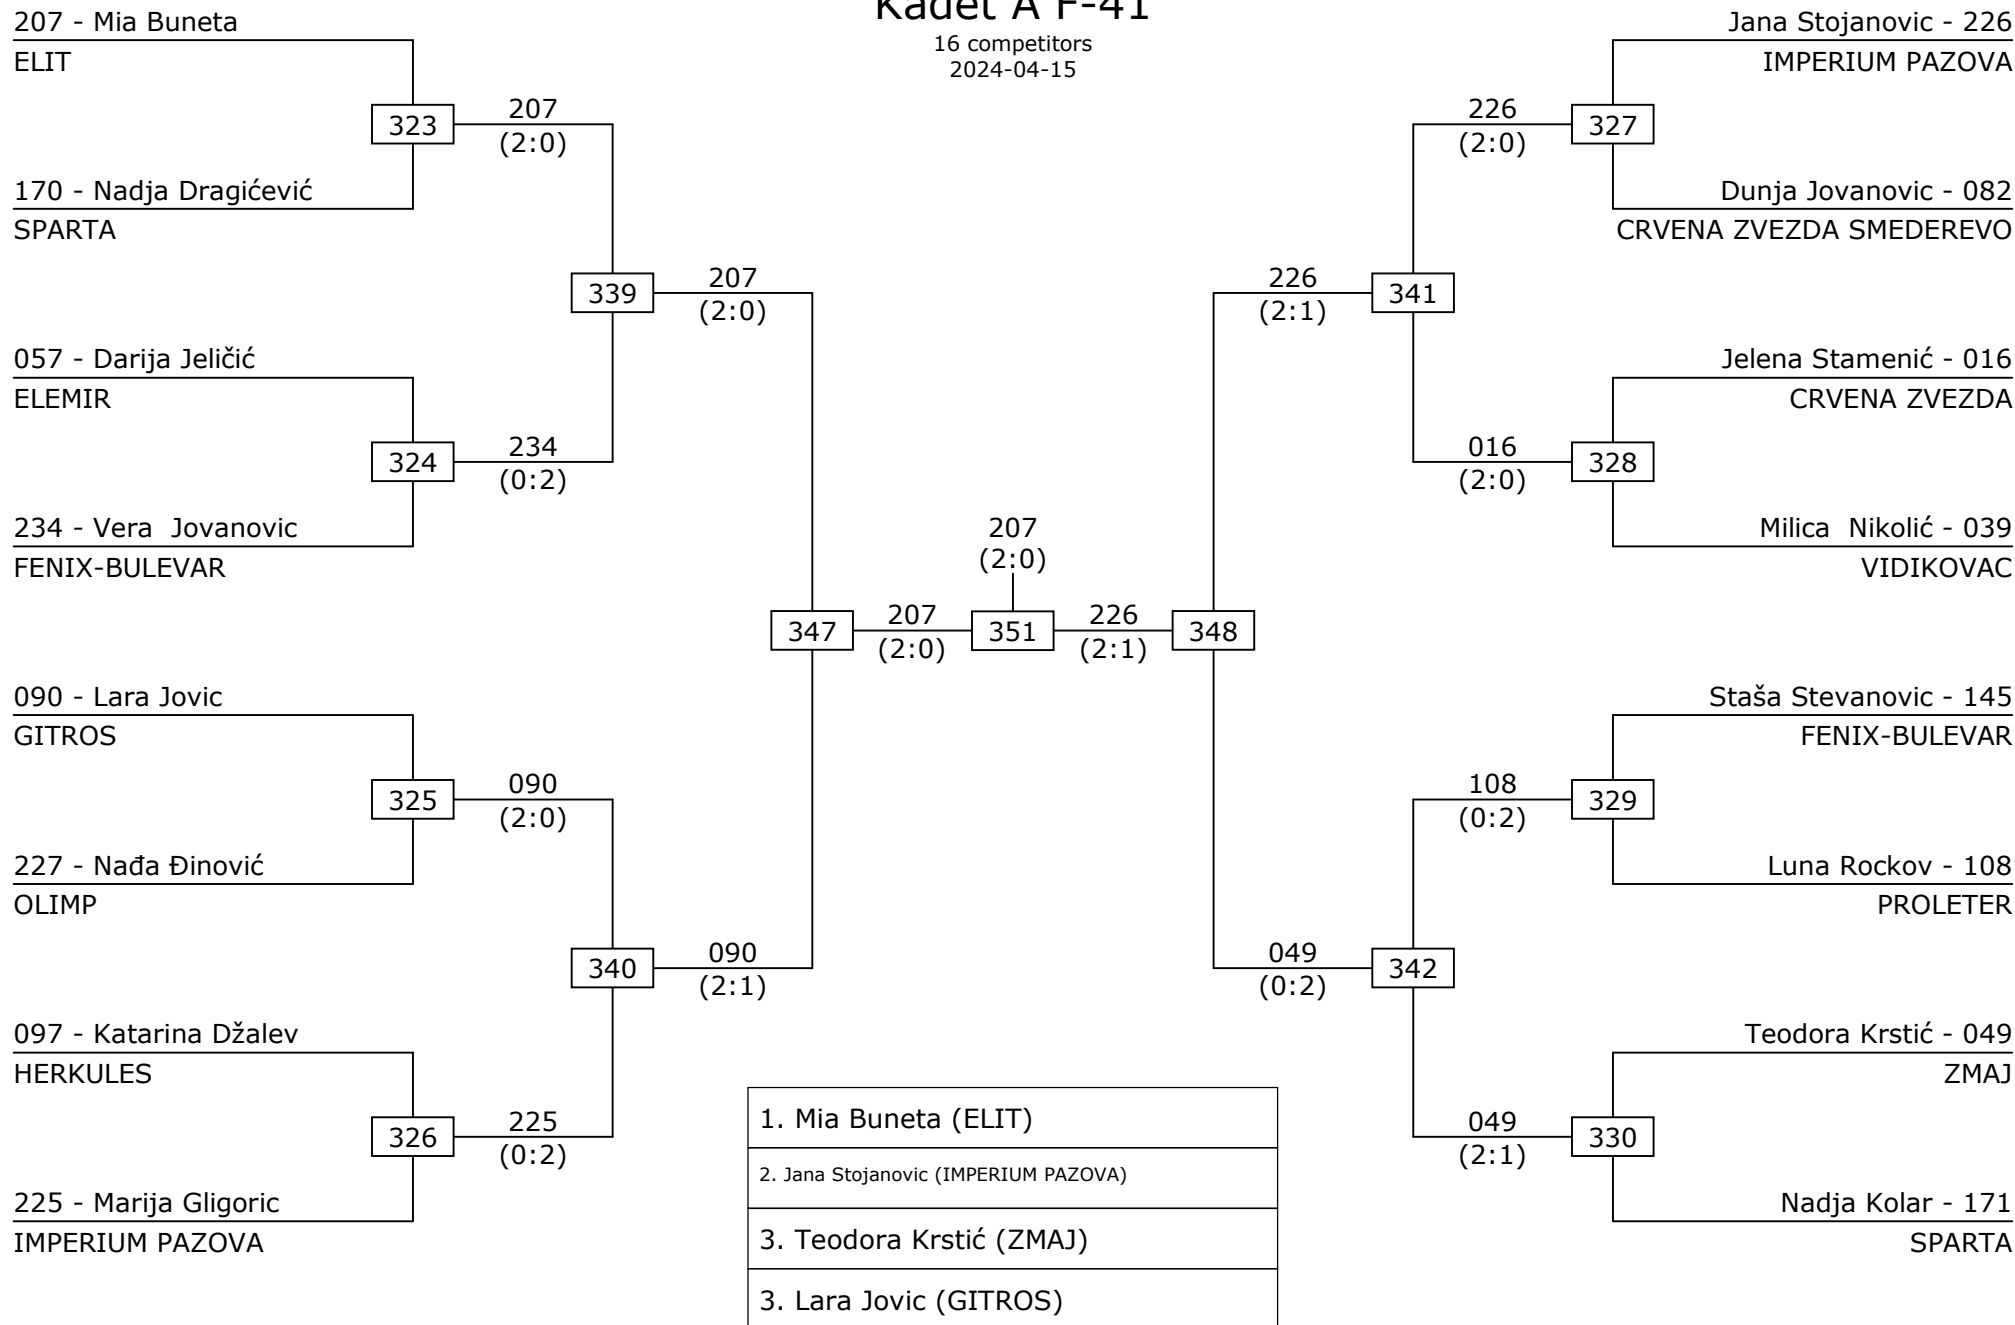 Kadet A F-41
16 competitors
2024-04-15
207 - Mia Buneta
ELIT
323
207
(2:0)
170 - Nadja Dragićević
SPARTA
339
207
(2:0)
057 - Darija Jeličić
ELEMIR
324
234
(0:2)
234 - Vera  Jovanovic
FENIX-BULEVAR
347
207
(2:0)
090 - Lara Jovic
GITROS
325
090
(2:0)
227 - Nađa Đinović
OLIMP
340
090
(2:1)
097 - Katarina Džalev
HERKULES
326
225
(0:2)
225 - Marija Gligoric
IMPERIUM PAZOVA
207
(2:0)
351
Jana Stojanovic - 226
IMPERIUM PAZOVA
226
(2:0)
327
Dunja Jovanovic - 082
CRVENA ZVEZDA SMEDEREVO
226
(2:1)
341
Jelena Stamenić - 016
CRVENA ZVEZDA
016
(2:0)
328
Milica  Nikolić - 039
VIDIKOVAC
226
(2:1)
348
Staša Stevanovic - 145
FENIX-BULEVAR
108
(0:2)
329
Luna Rockov - 108
PROLETER
049
(0:2)
342
Teodora Krstić - 049
ZMAJ
049
(2:1)
330
Nadja Kolar - 171
SPARTA
1. Mia Buneta (ELIT)
2. Jana Stojanovic (IMPERIUM PAZOVA)
3. Teodora Krstić (ZMAJ)
3. Lara Jovic (GITROS)